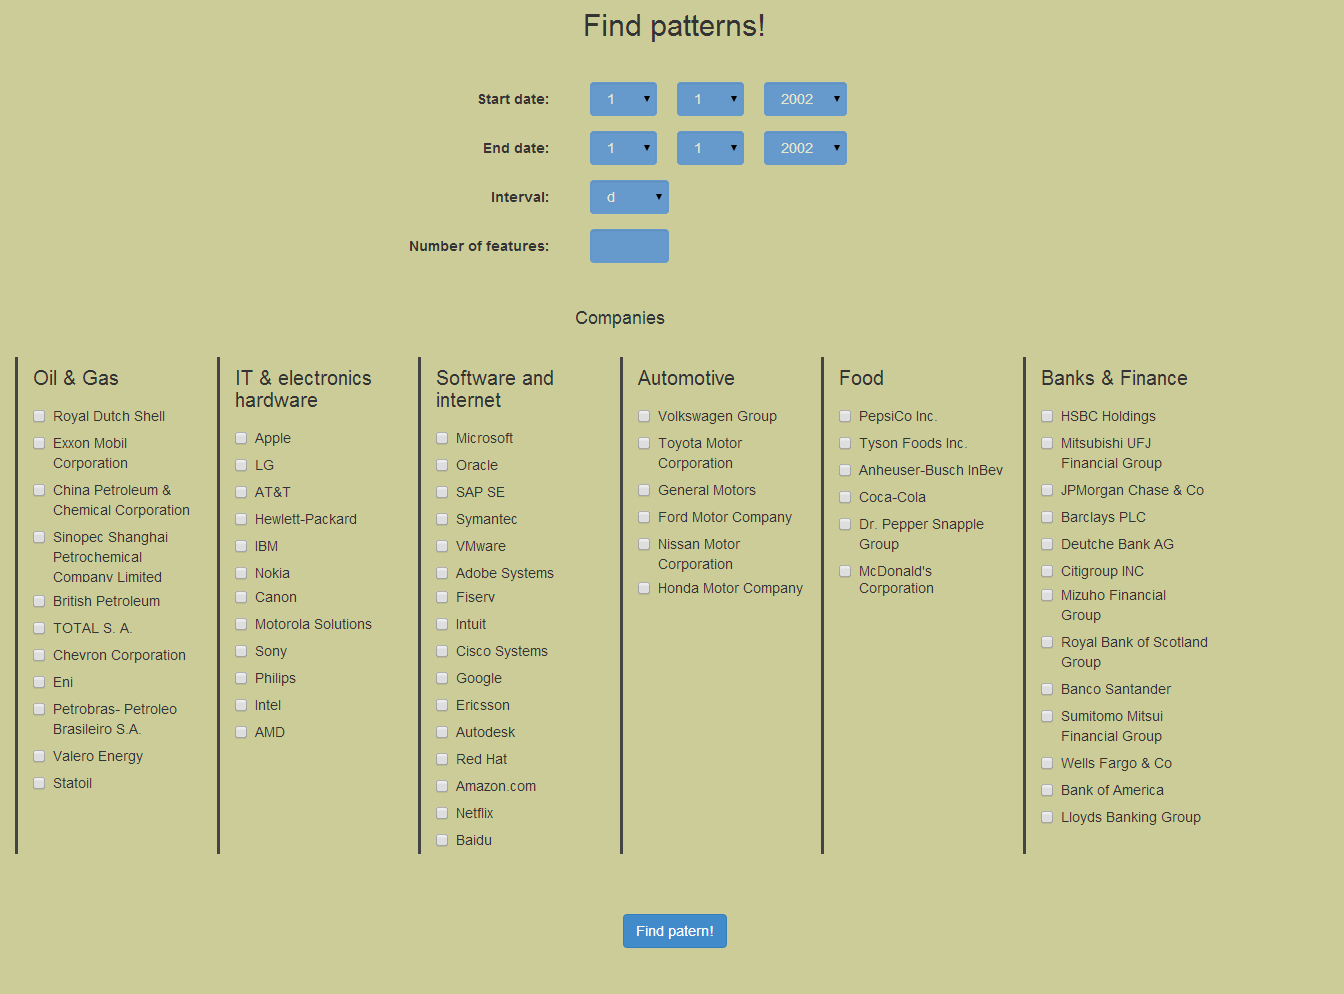 Find patterns!
Start date: 1 1 2002
End date: 1 1 2002
Interval: d
Number of features:
Companies
Oil & Gas
Royal Dutch Shell
Exxon Mobil
Corporation
China Petroleum &
Chemical Corporation
Sinopec Shanghai
Petrochemical
Company Limited
British Petroleum
TOTAL S. A.
Chevron Corporation
Eni
Petrobras- Petroleo
Brasileiro S.A.
Valero Energy
Statoil
IT & electronics
hardware
Apple
LG
AT&T
Hewlett-Packard
IBM
Nokia
Canon
Motorola Solutions
Sony
Philips
Intel
AMD
Software and
internet
Microsoft
Oracle
SAP SE
Symantec
VMware
Adobe Systems
Fiserv
Intuit
Cisco Systems
Google
Ericsson
Autodesk
Red Hat
Amazon.com
Netflix
Baidu
Automotive
Volkswagen Group
Toyota Motor
Corporation
General Motors
Ford Motor Company
Nissan Motor
Corporation
Honda Motor Company
Food
PepsiCo Inc.
Tyson Foods Inc.
Anheuser-Busch InBev
Coca-Cola
Dr. Pepper Snapple
Group
McDonald's
Corporation
Banks & Finance
HSBC Holdings
Mitsubishi UFJ
Financial Group
JPMorgan Chase & Co
Barclays PLC
Deutche Bank AG
Citigroup INC
Mizuho Financial
Group
Royal Bank of Scotland
Group
Banco Santander
Sumitomo Mitsui
Financial Group
Wells Fargo & Co
Bank of America
Lloyds Banking Group
Find patern!